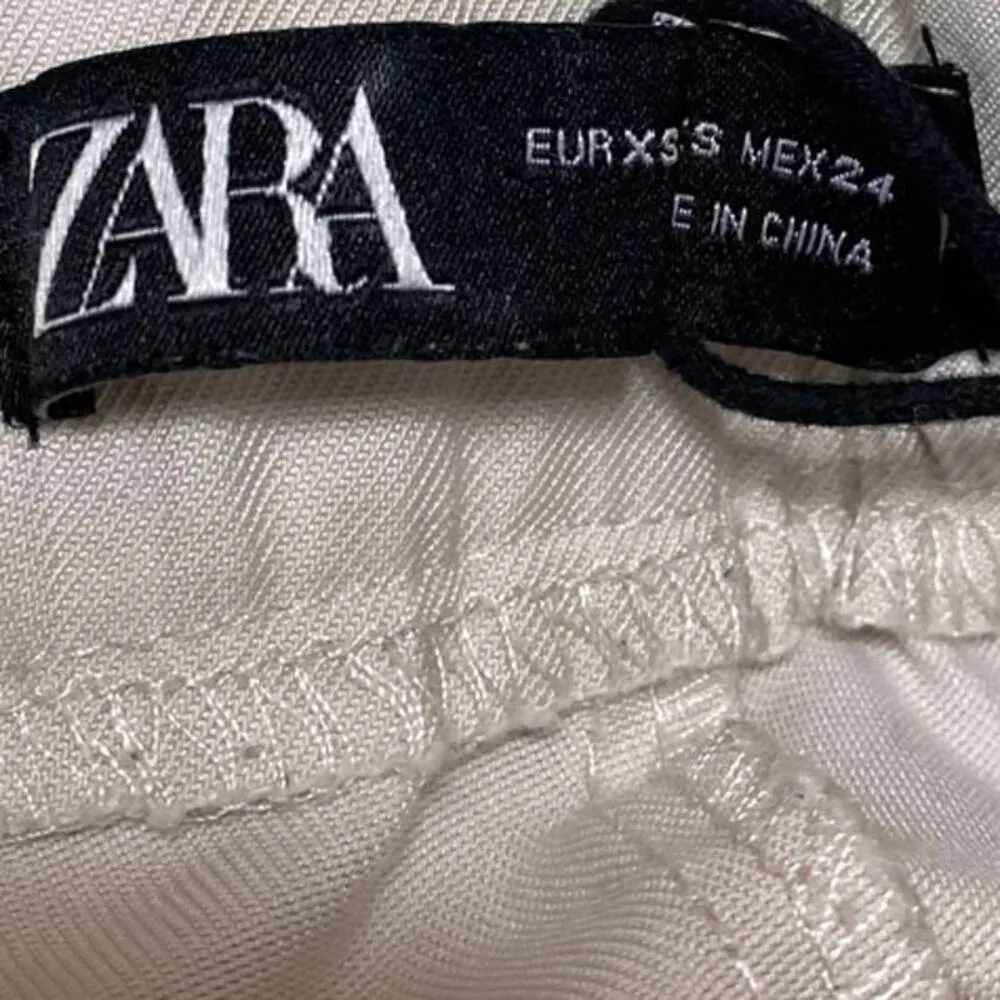 ZARA
EUR XS S MEX 24
E IN CHINA